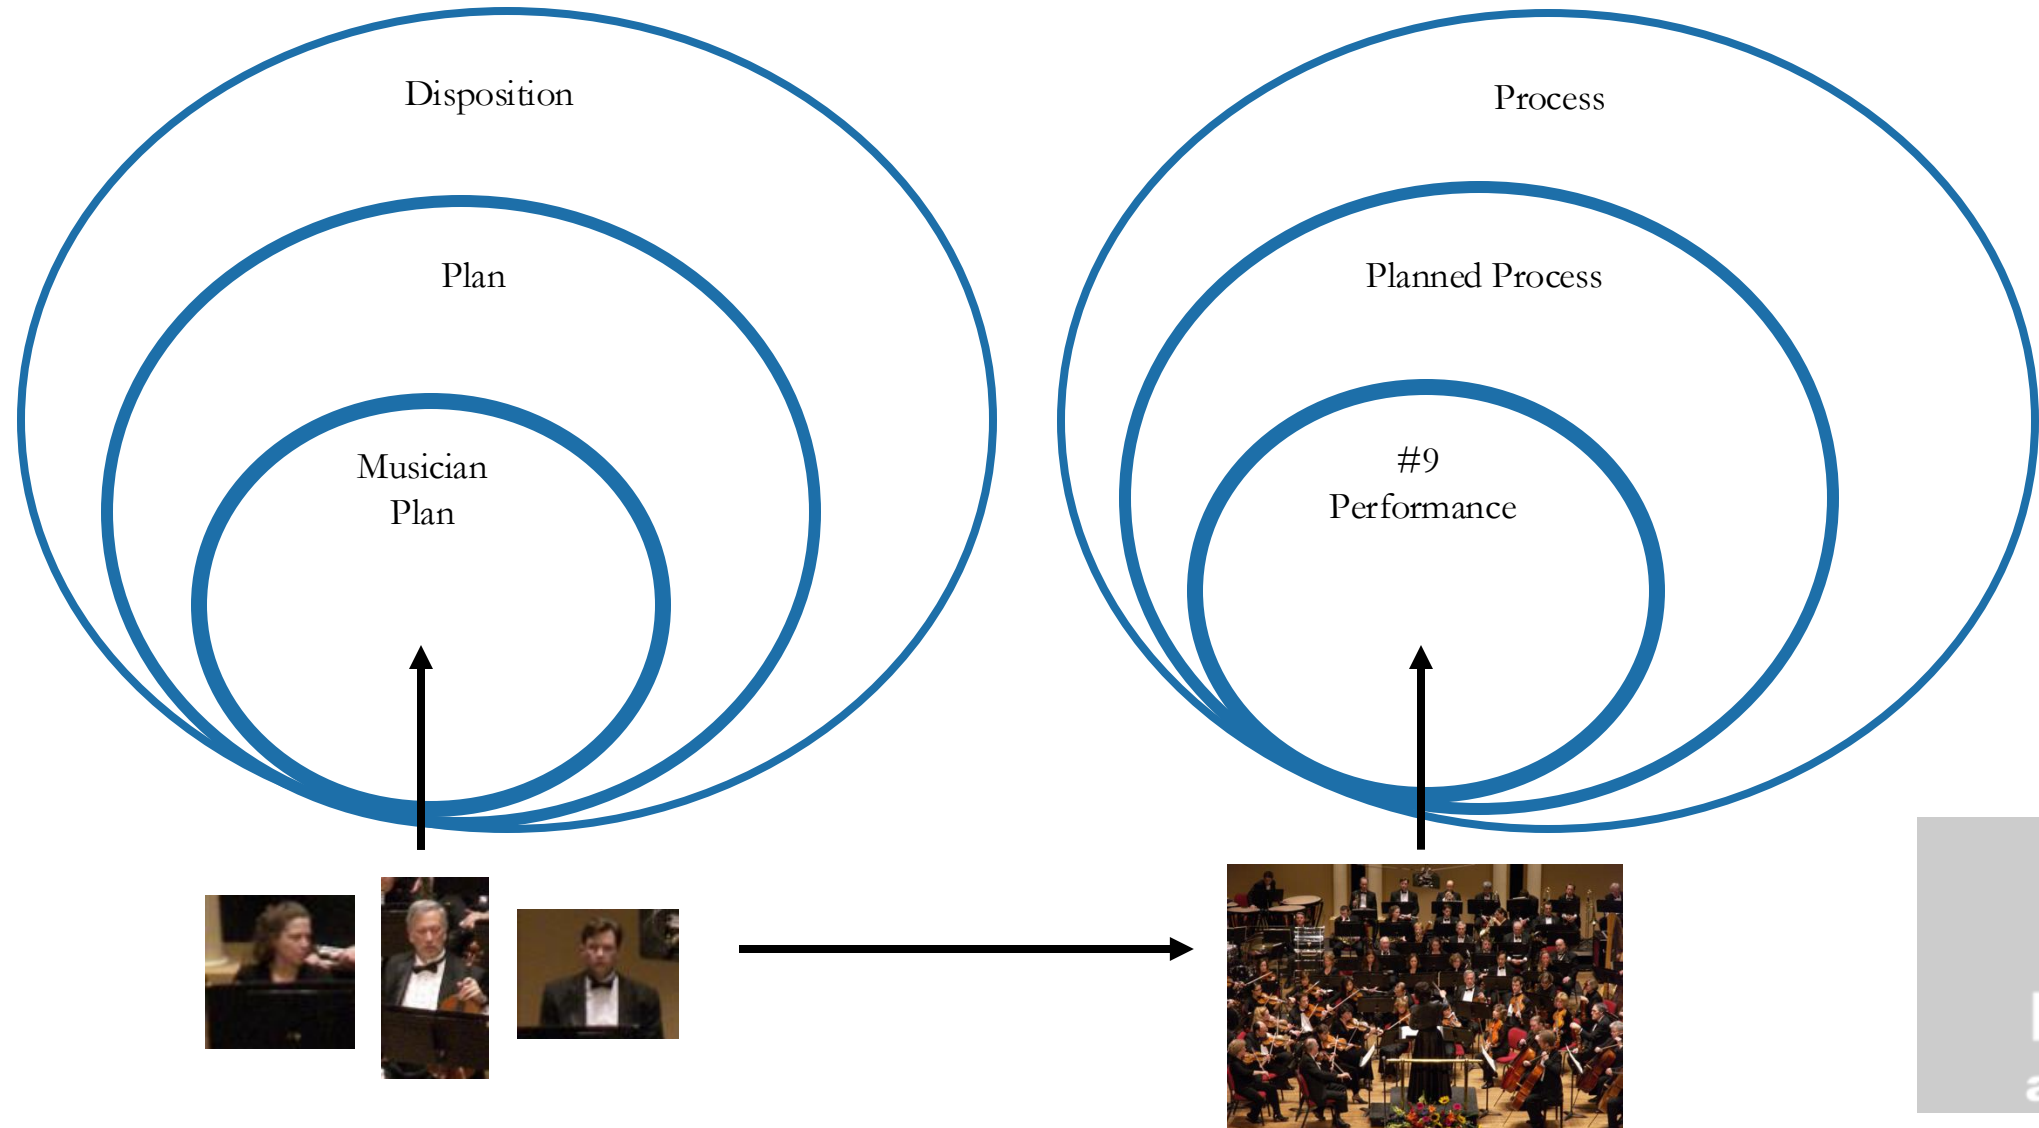 Disposition
Plan
Musician
Plan
Process
Planned Process
#9
Performance